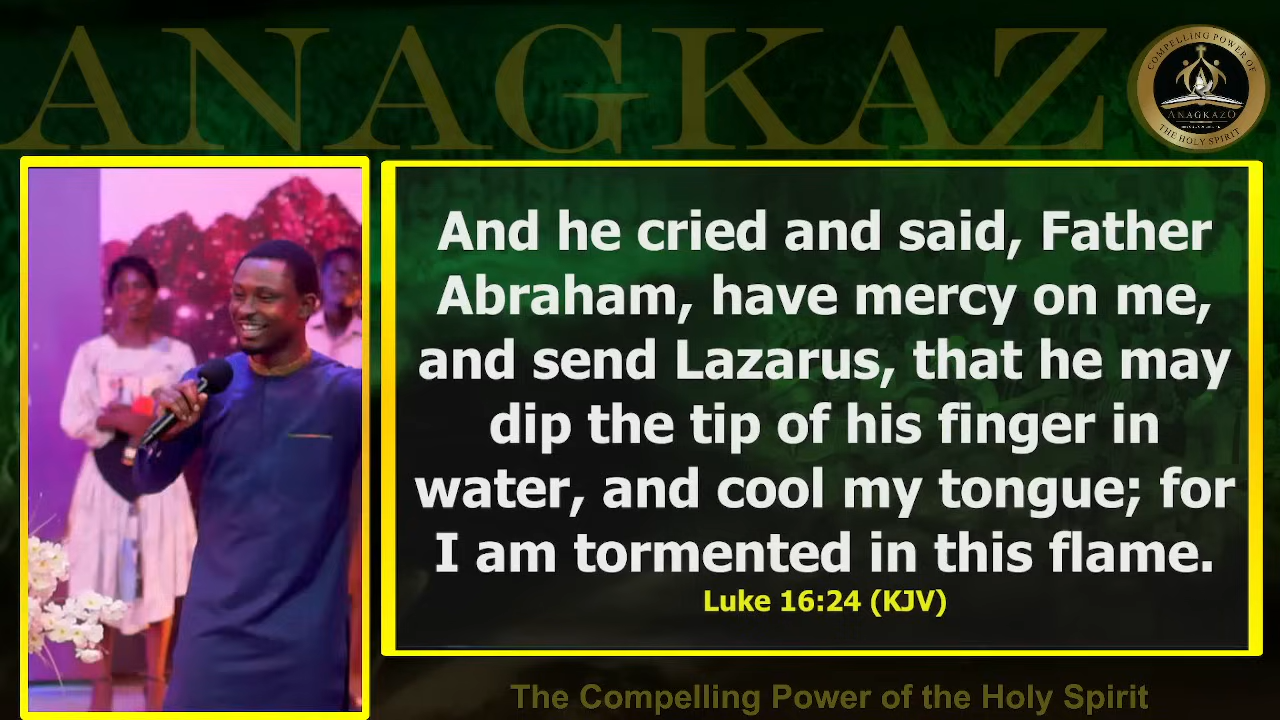 ANAGKAZO
COMPELLING POWER OF
ANAGKAZO
THE HOLY SPIRIT
And he cried and said, Father
Abraham, have mercy on me,
and send Lazarus, that he may
dip the tip of his finger in
water, and cool my tongue; for
I am tormented in this flame.
Luke 16:24 (KJV)
The Compelling Power of the Holy Spirit